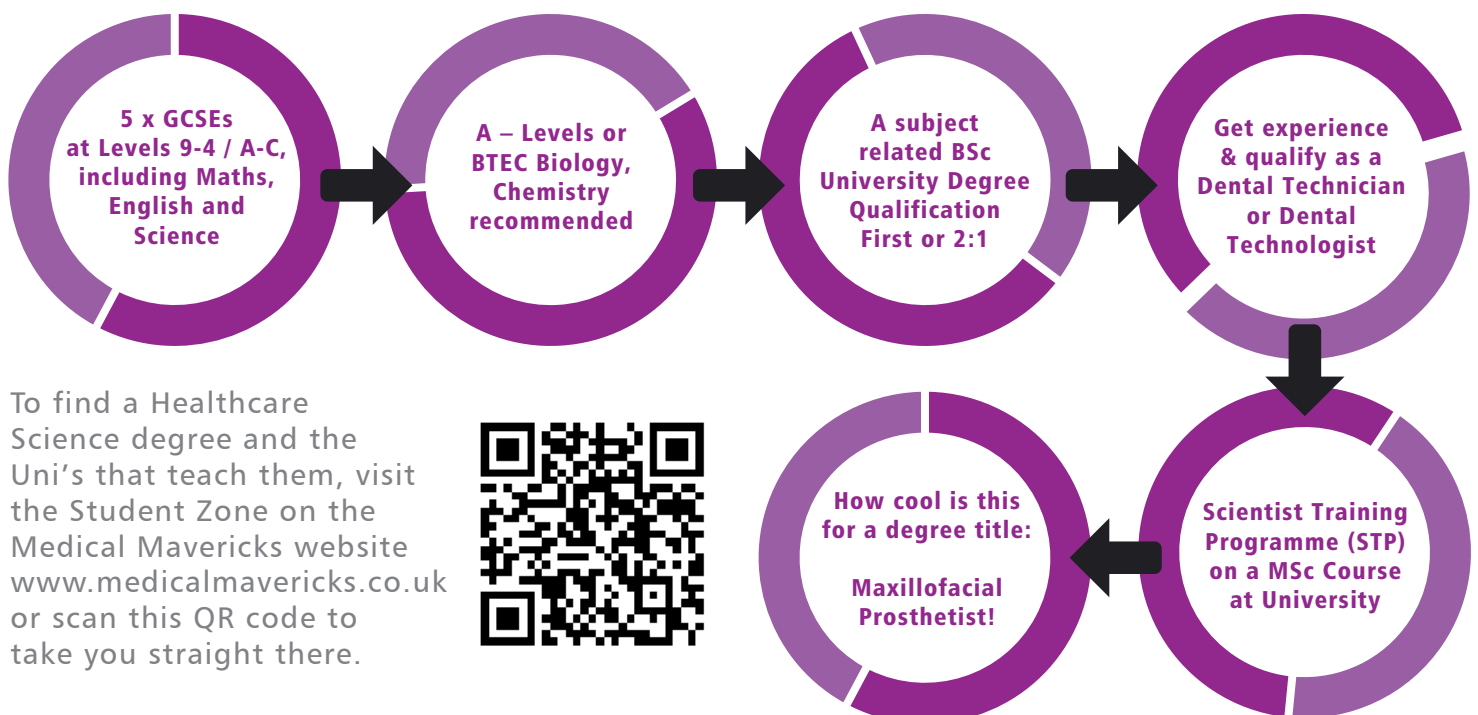 5 x GCSEs
at Levels 9-4 / A-C,
including Maths,
English and
Science
A – Levels or
BTEC Biology,
Chemistry
recommended
A subject
related BSc
University Degree
Qualification
First or 2:1
Get experience
& qualify as a
Dental Technician
or Dental
Technologist
Scientist Training
Programme (STP)
on a MSc Course
at University
How cool is this
for a degree title:
Maxillofacial
Prosthetist!
To find a Healthcare
Science degree and the
Uni's that teach them, visit
the Student Zone on the
Medical Mavericks website
www.medicalmavericks.co.uk
or scan this QR code to
take you straight there.